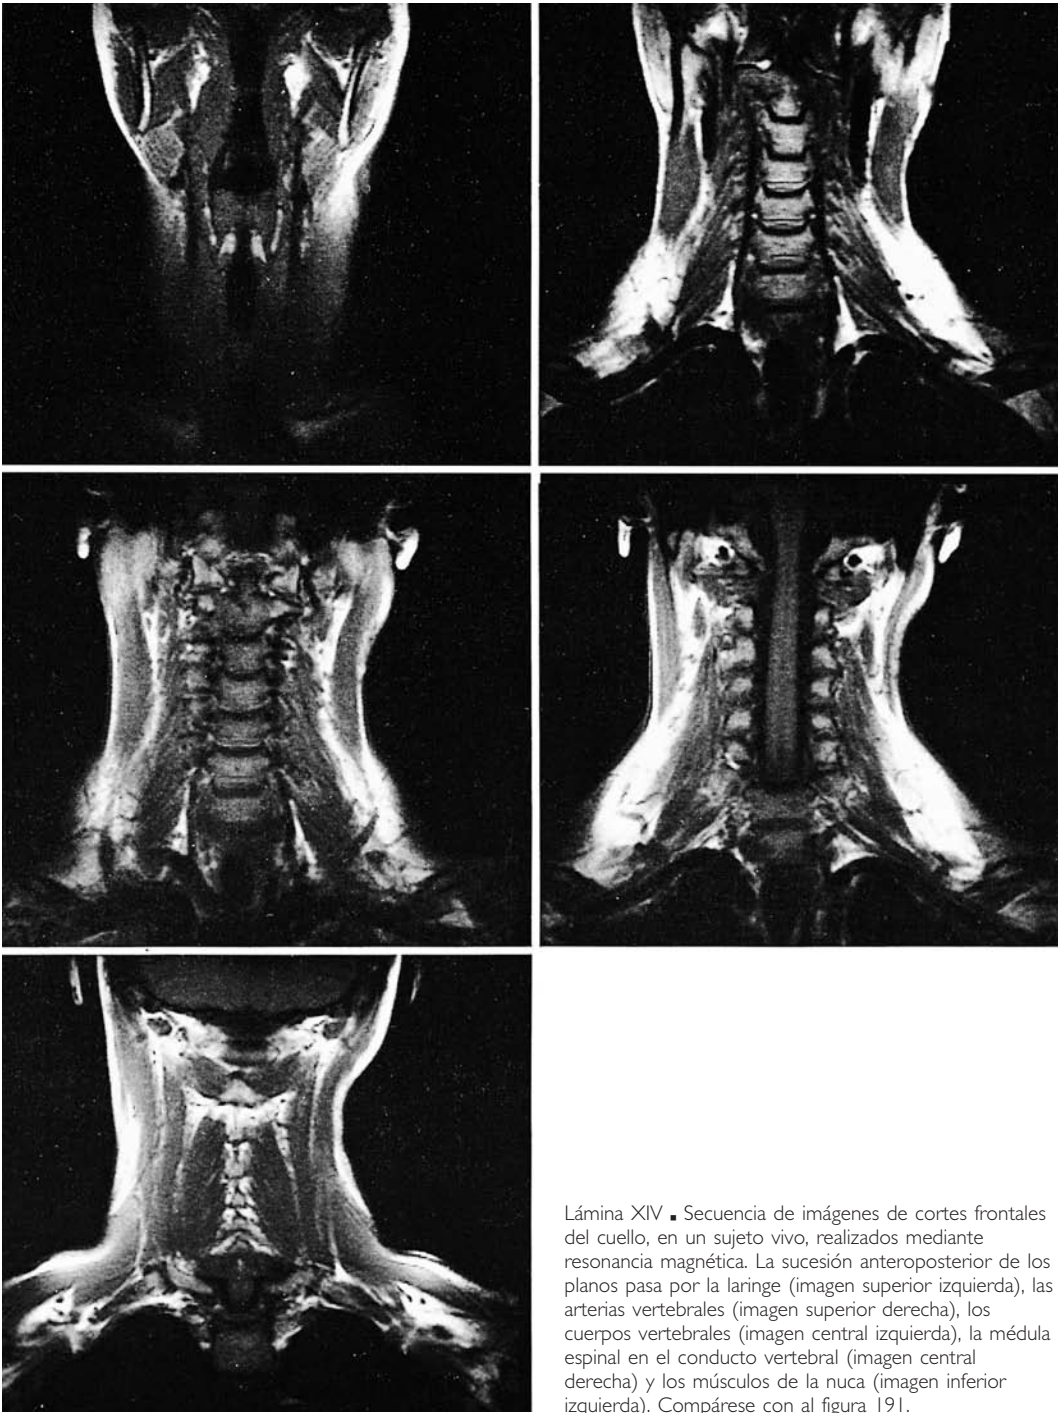 Lámina XIV ▪ Secuencia de imágenes de cortes frontales
del cuello, en un sujeto vivo, realizados mediante
resonancia magnética. La sucesión anteroposterior de los
planos pasa por la laringe (imagen superior izquierda), las
arterias vertebrales (imagen superior derecha), los
cuerpos vertebrales (imagen central izquierda), la médula
espinal en el conducto vertebral (imagen central
derecha) y los músculos de la nuca (imagen inferior
izquierda). Compárese con al figura 191.